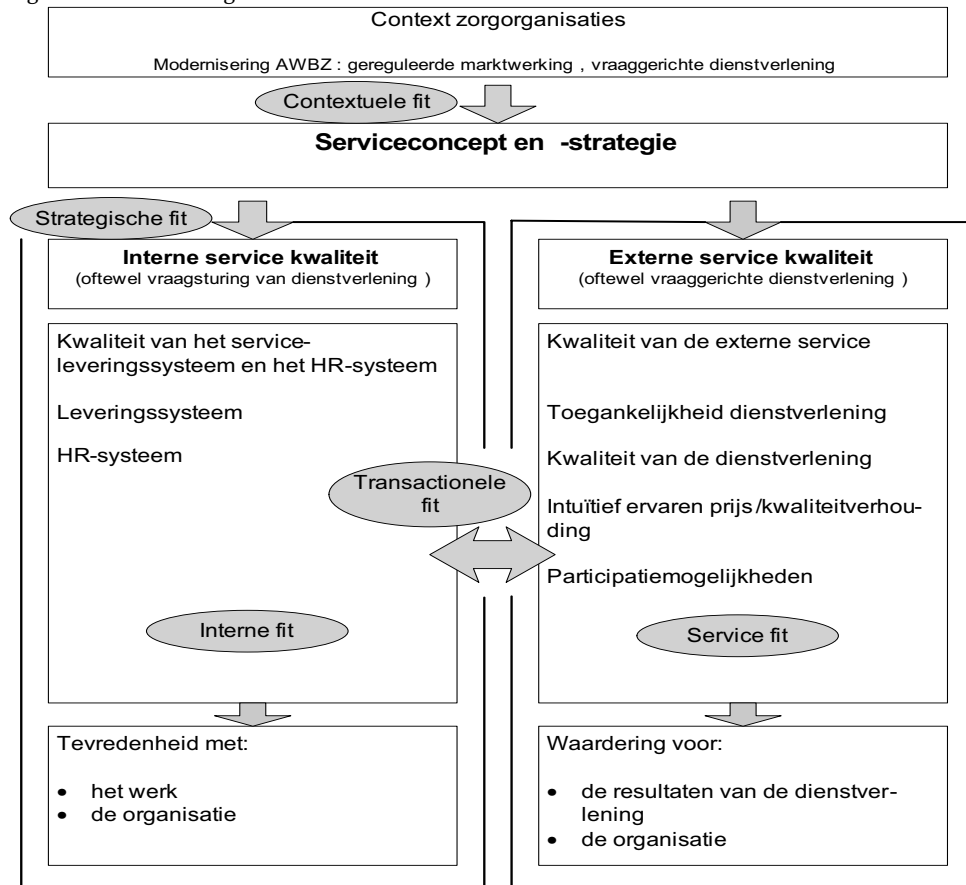 Context zorgorganisaties
Modernisering AWBZ : gereguleerde marktwerking , vraaggerichte dienstverlening
Contextuele fit
Serviceconcept en -strategie
Strategische fit
Interne service kwaliteit
(oftewel vraagsturing van dienstverlening )
Kwaliteit van het service-
leveringssysteem en het HR-systeem
Leveringssysteem
HR-systeem
Interne fit
Transactionele
fit
Externe service kwaliteit
(oftewel vraaggerichte dienstverlening )
Kwaliteit van de externe service
Toegankelijkheid dienstverlening
Kwaliteit van de dienstverlening
Intuïtief ervaren prijs /kwaliteitverhou-
ding
Participatiemogelijkheden
Service fit
Tevredenheid met:
• het werk
• de organisatie
Waardering voor:
• de resultaten van de dienstver-
lening
• de organisatie